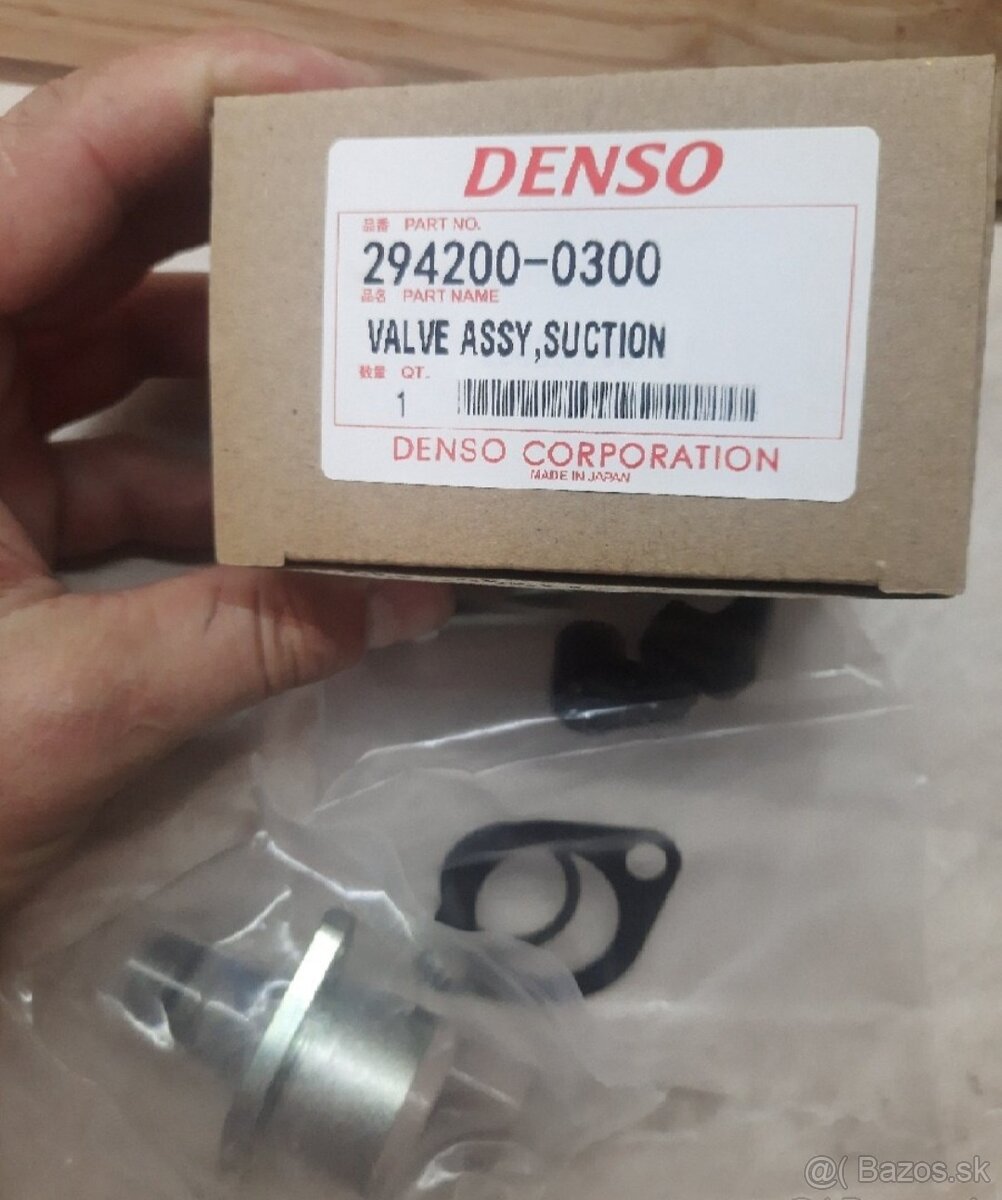 DENSO
品番 PART NO.
294200-0300
品名 PART NAME
VALVE ASSY,SUCTION
数量 QT.
1
DENSO CORPORATION
MADE IN JAPAN
@( Bazos.sk